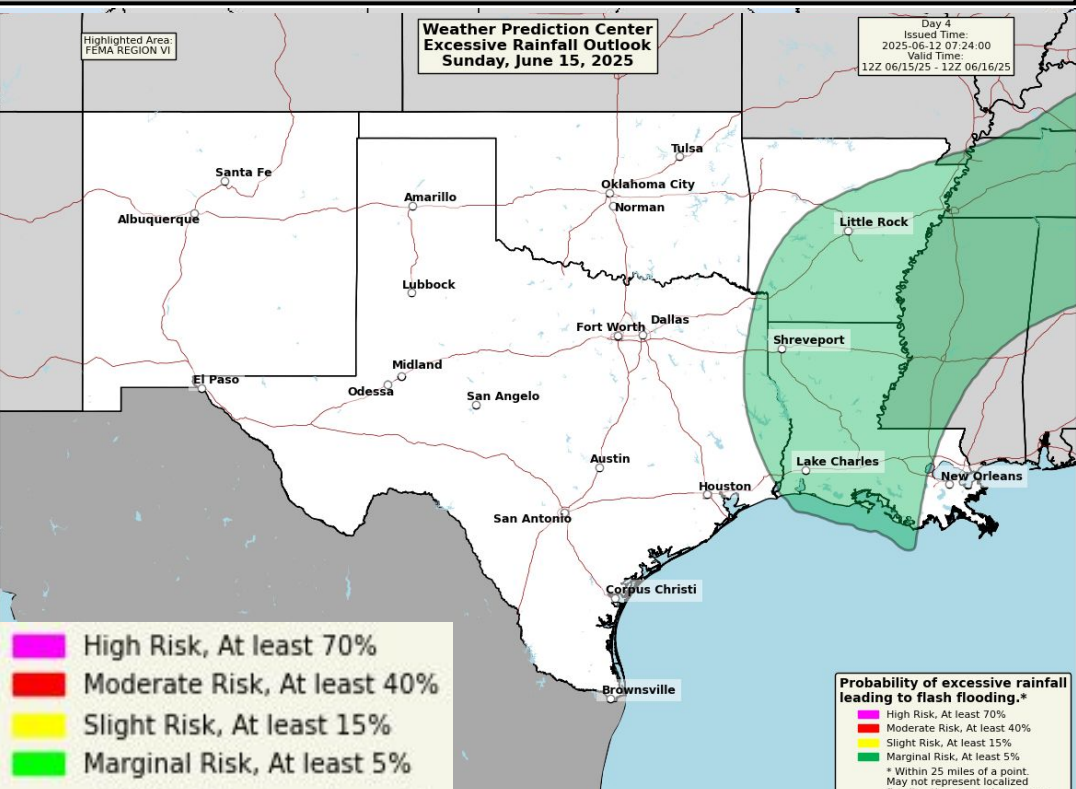 Highlighted Area:
FEMA REGION VI
Weather Prediction Center
Excessive Rainfall Outlook
Sunday, June 15, 2025
Day 4
Issued Time:
2025-06-12 07:24:00
Valid Time:
12Z 06/15/25 - 12Z 06/16/25
Tulsa
Santa Fe
Oklahoma City
Amarillo
Norman
Albuquerque
Little Rock
Lubbock
Dallas
Fort Worth
Shreveport
Midland
El Paso
Odessa
San Angelo
Austin
Lake Charles
New Orleans
Houston
San Antonio
Corpus Christi
Brownsville
High Risk, At least 70%
Moderate Risk, At least 40%
Slight Risk, At least 15%
Marginal Risk, At least 5%
Probability of excessive rainfall
leading to flash flooding.*
High Risk, At least 70%
Moderate Risk, At least 40%
Slight Risk, At least 15%
Marginal Risk, At least 5%
* Within 25 miles of a point.
May not represent localized